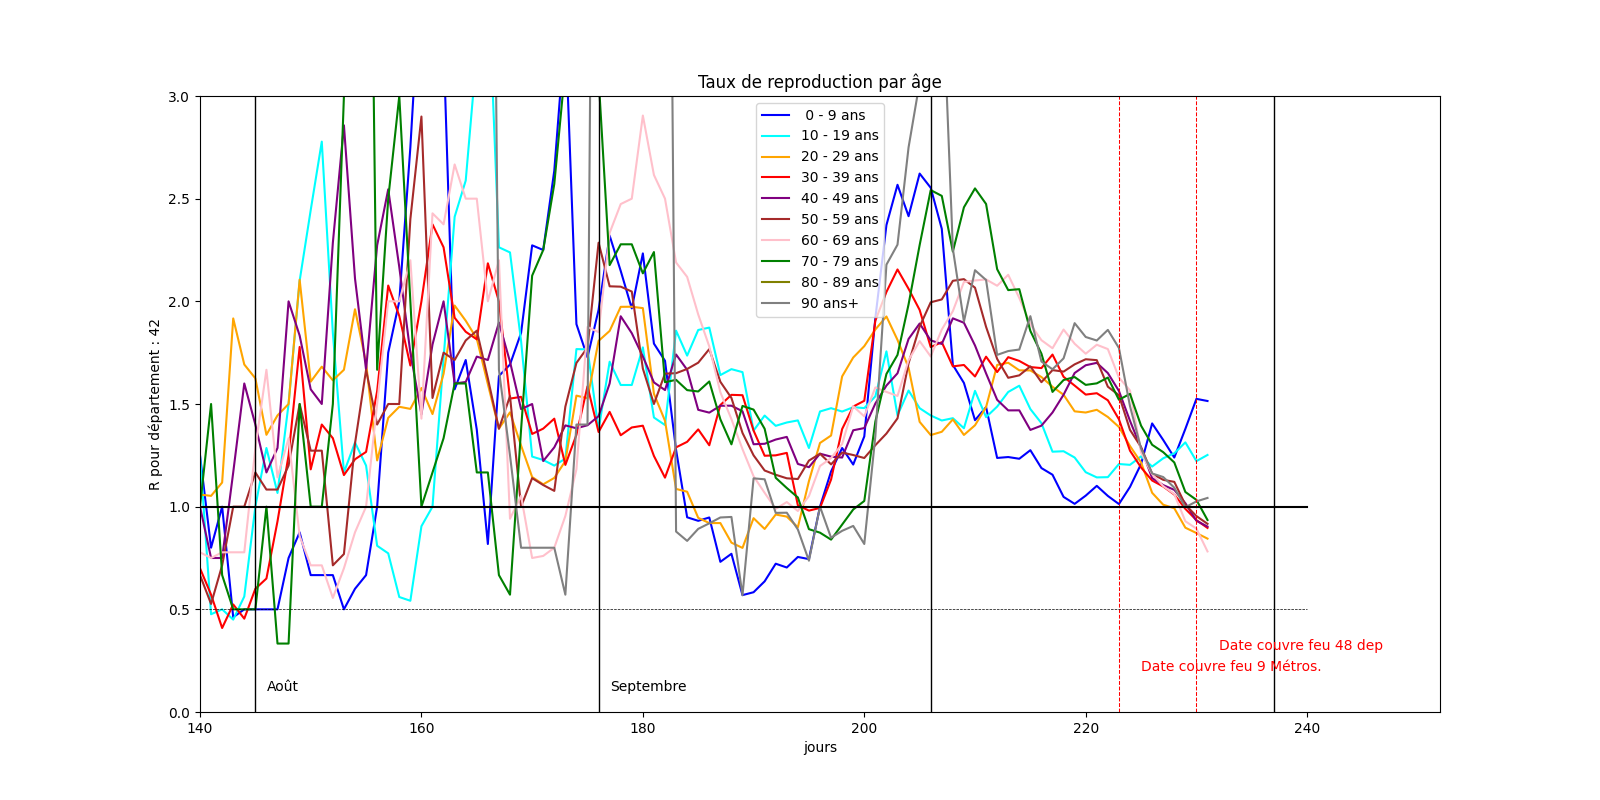 Taux de reproduction par âge
R pour département : 42
3.0
2.5
2.0
1.5
1.0
0.5
0.0
0 - 9 ans
10 - 19 ans
20 - 29 ans
30 - 39 ans
40 - 49 ans
50 - 59 ans
60 - 69 ans
70 - 79 ans
80 - 89 ans
90 ans+
Date couvre feu 48 dep
Date couvre feu 9 Métros.
Août
Septembre
140
160
180
200
220
240
jours